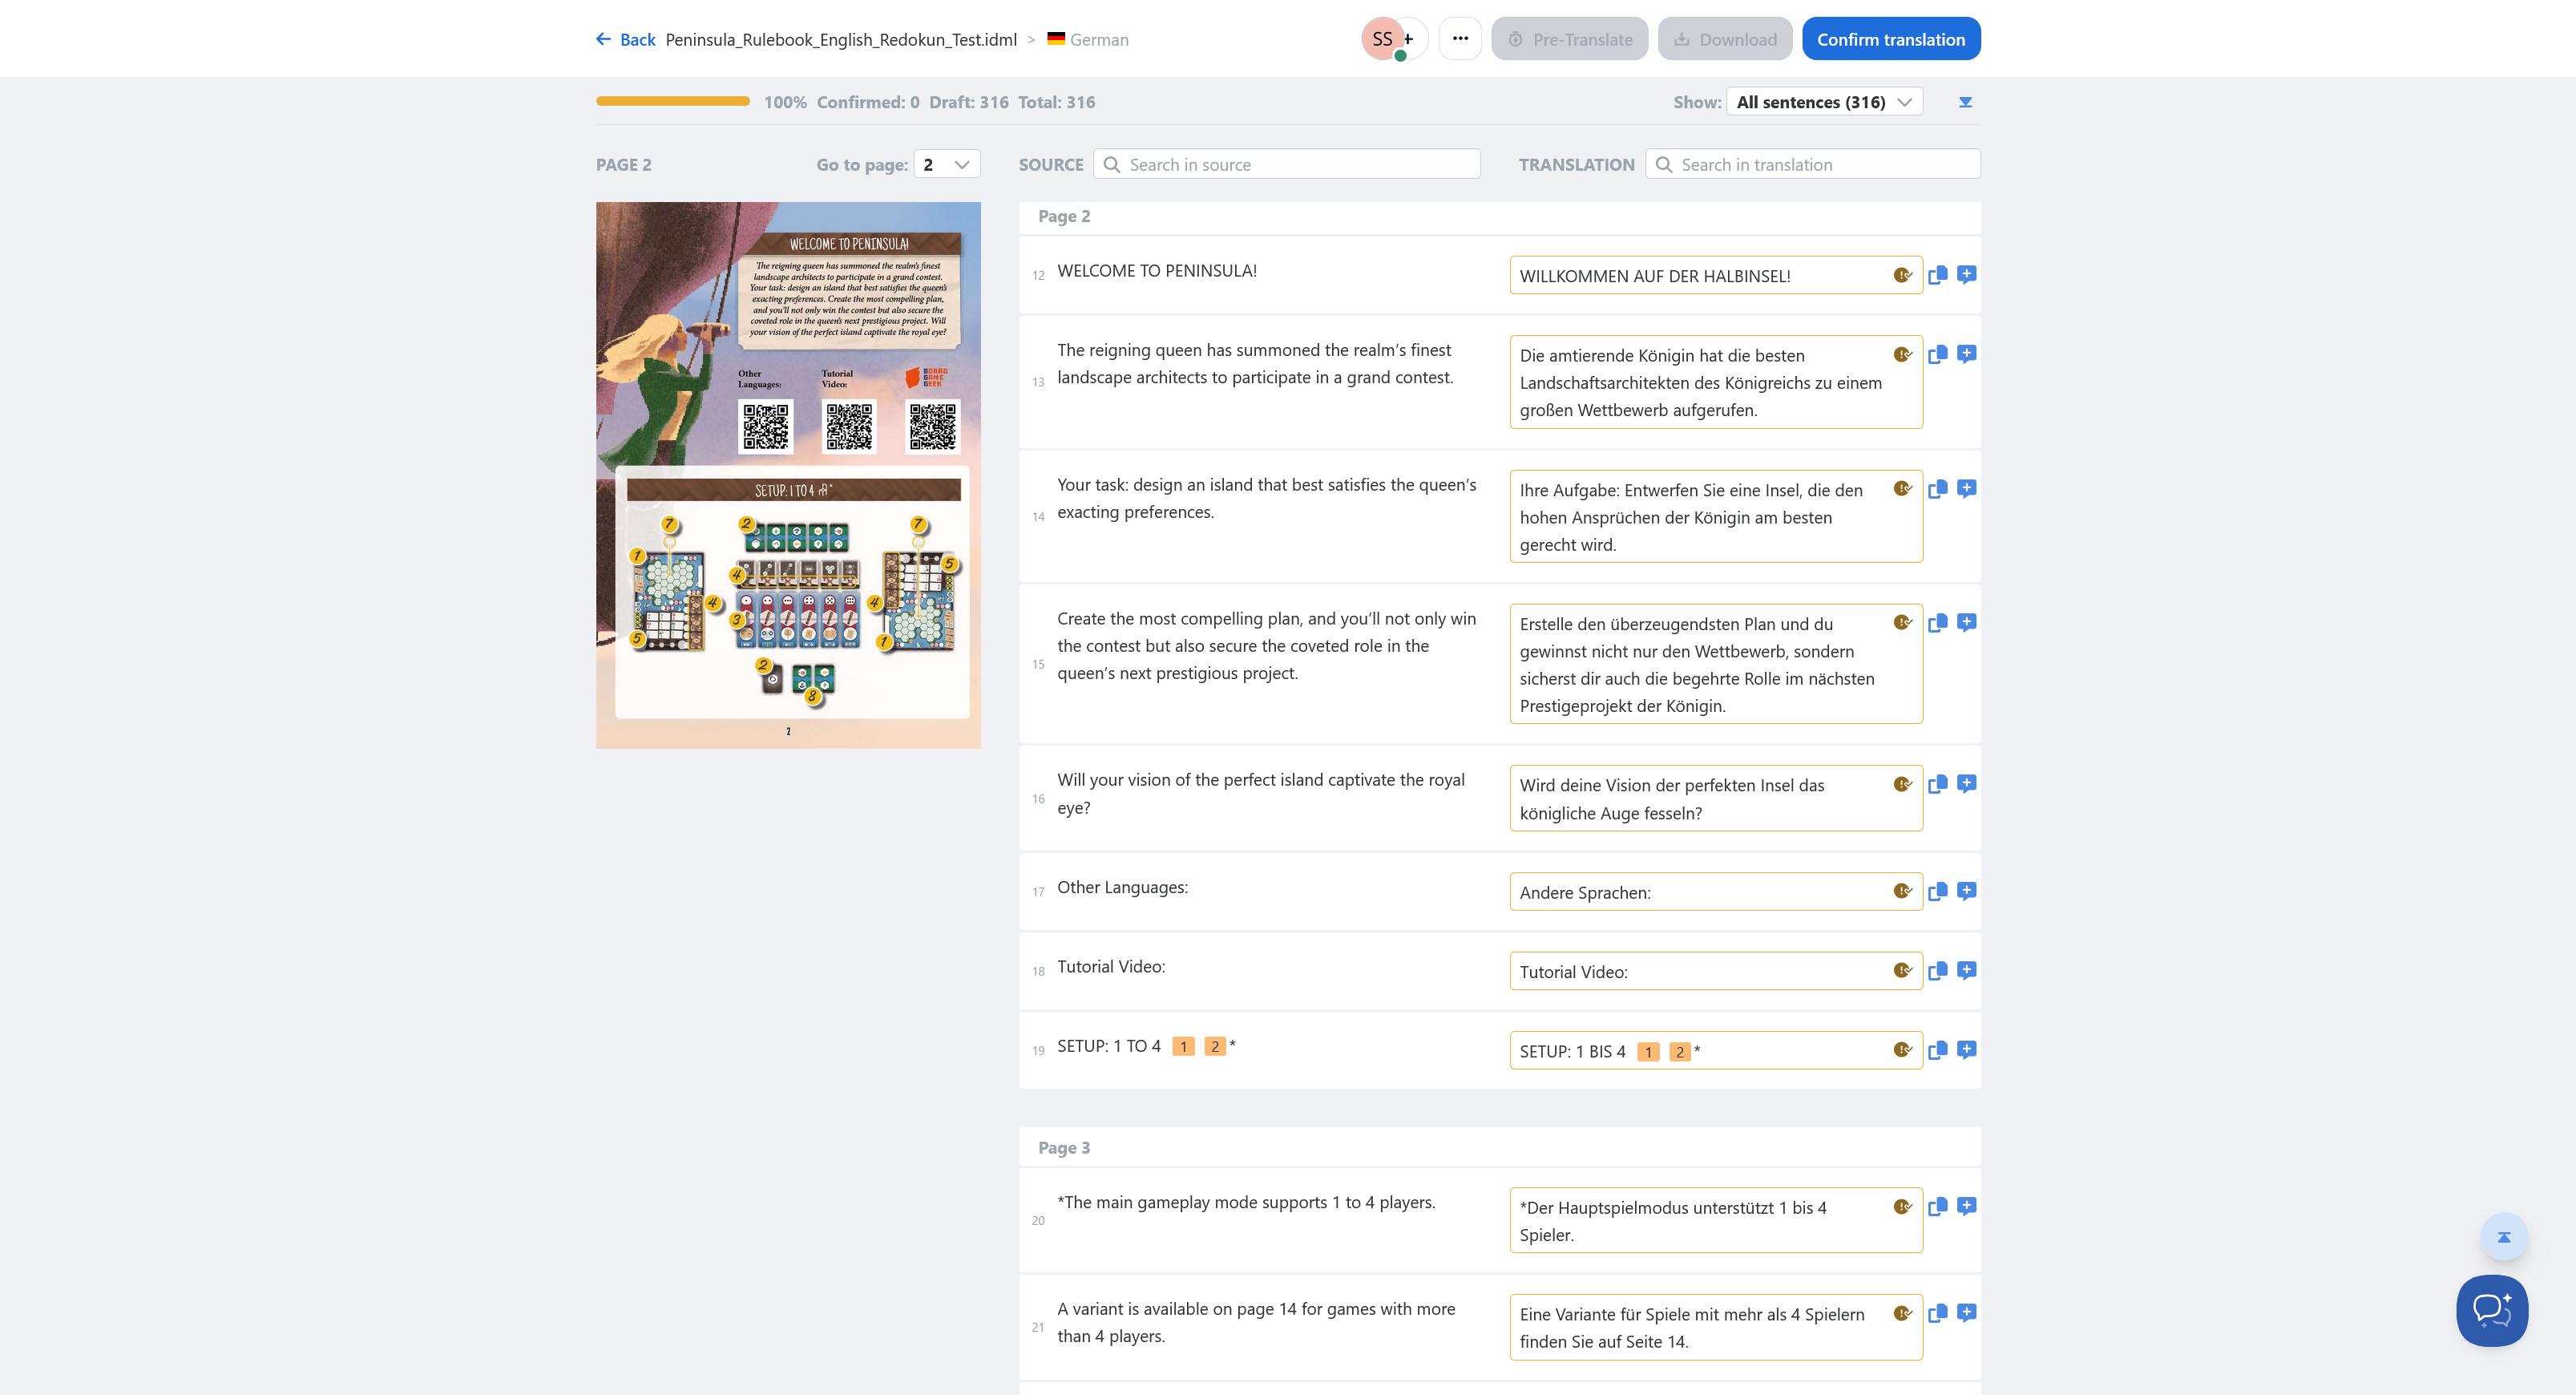 Back Peninsula_Rulebook_English_Redokun_Test.idml > German
SS + ••• Pre-Translate Download Confirm translation
100% Confirmed: 0 Draft: 316 Total: 316
Show: All sentences (316)
PAGE 2 Go to page: 2
SOURCE Search in source
TRANSLATION Search in translation
WELCOME TO PENINSULA!
The reigning queen has summoned the realm's finest
landscape architects to participate in a grand contest.
Your task: design an island that best satisfies the queen's
exacting preferences. Create the most compelling plan,
and you'll not only win the contest but also secure the
coveted role in the queen's next prestigious project. Will
your vision of the perfect island captivate the royal eye?
Other
Languages:
Tutorial
Video:
BOARD
GAME
GEEK
SETUP: 1 TO 4 *
7 2 7
1 5
4
4 4
3
5 1
2
8
2
Page 2
12 WELCOME TO PENINSULA!
WILLKOMMEN AUF DER HALBINSEL!
13 The reigning queen has summoned the realm’s finest
landscape architects to participate in a grand contest.
Die amtierende Königin hat die besten
Landschaftsarchitekten des Königreichs zu einem
großen Wettbewerb aufgerufen.
14 Your task: design an island that best satisfies the queen’s
exacting preferences.
Ihre Aufgabe: Entwerfen Sie eine Insel, die den
hohen Ansprüchen der Königin am besten
gerecht wird.
15 Create the most compelling plan, and you’ll not only win
the contest but also secure the coveted role in the
queen’s next prestigious project.
Erstelle den überzeugendsten Plan und du
gewinnst nicht nur den Wettbewerb, sondern
sicherst dir auch die begehrte Rolle im nächsten
Prestigeprojekt der Königin.
16 Will your vision of the perfect island captivate the royal
eye?
Wird deine Vision der perfekten Insel das
königliche Auge fesseln?
17 Other Languages:
Andere Sprachen:
18 Tutorial Video:
Tutorial Video:
19 SETUP: 1 TO 4 1 2 *
SETUP: 1 BIS 4 1 2 *
Page 3
20 *The main gameplay mode supports 1 to 4 players.
*Der Hauptspielmodus unterstützt 1 bis 4
Spieler.
21 A variant is available on page 14 for games with more
than 4 players.
Eine Variante für Spiele mit mehr als 4 Spielern
finden Sie auf Seite 14.